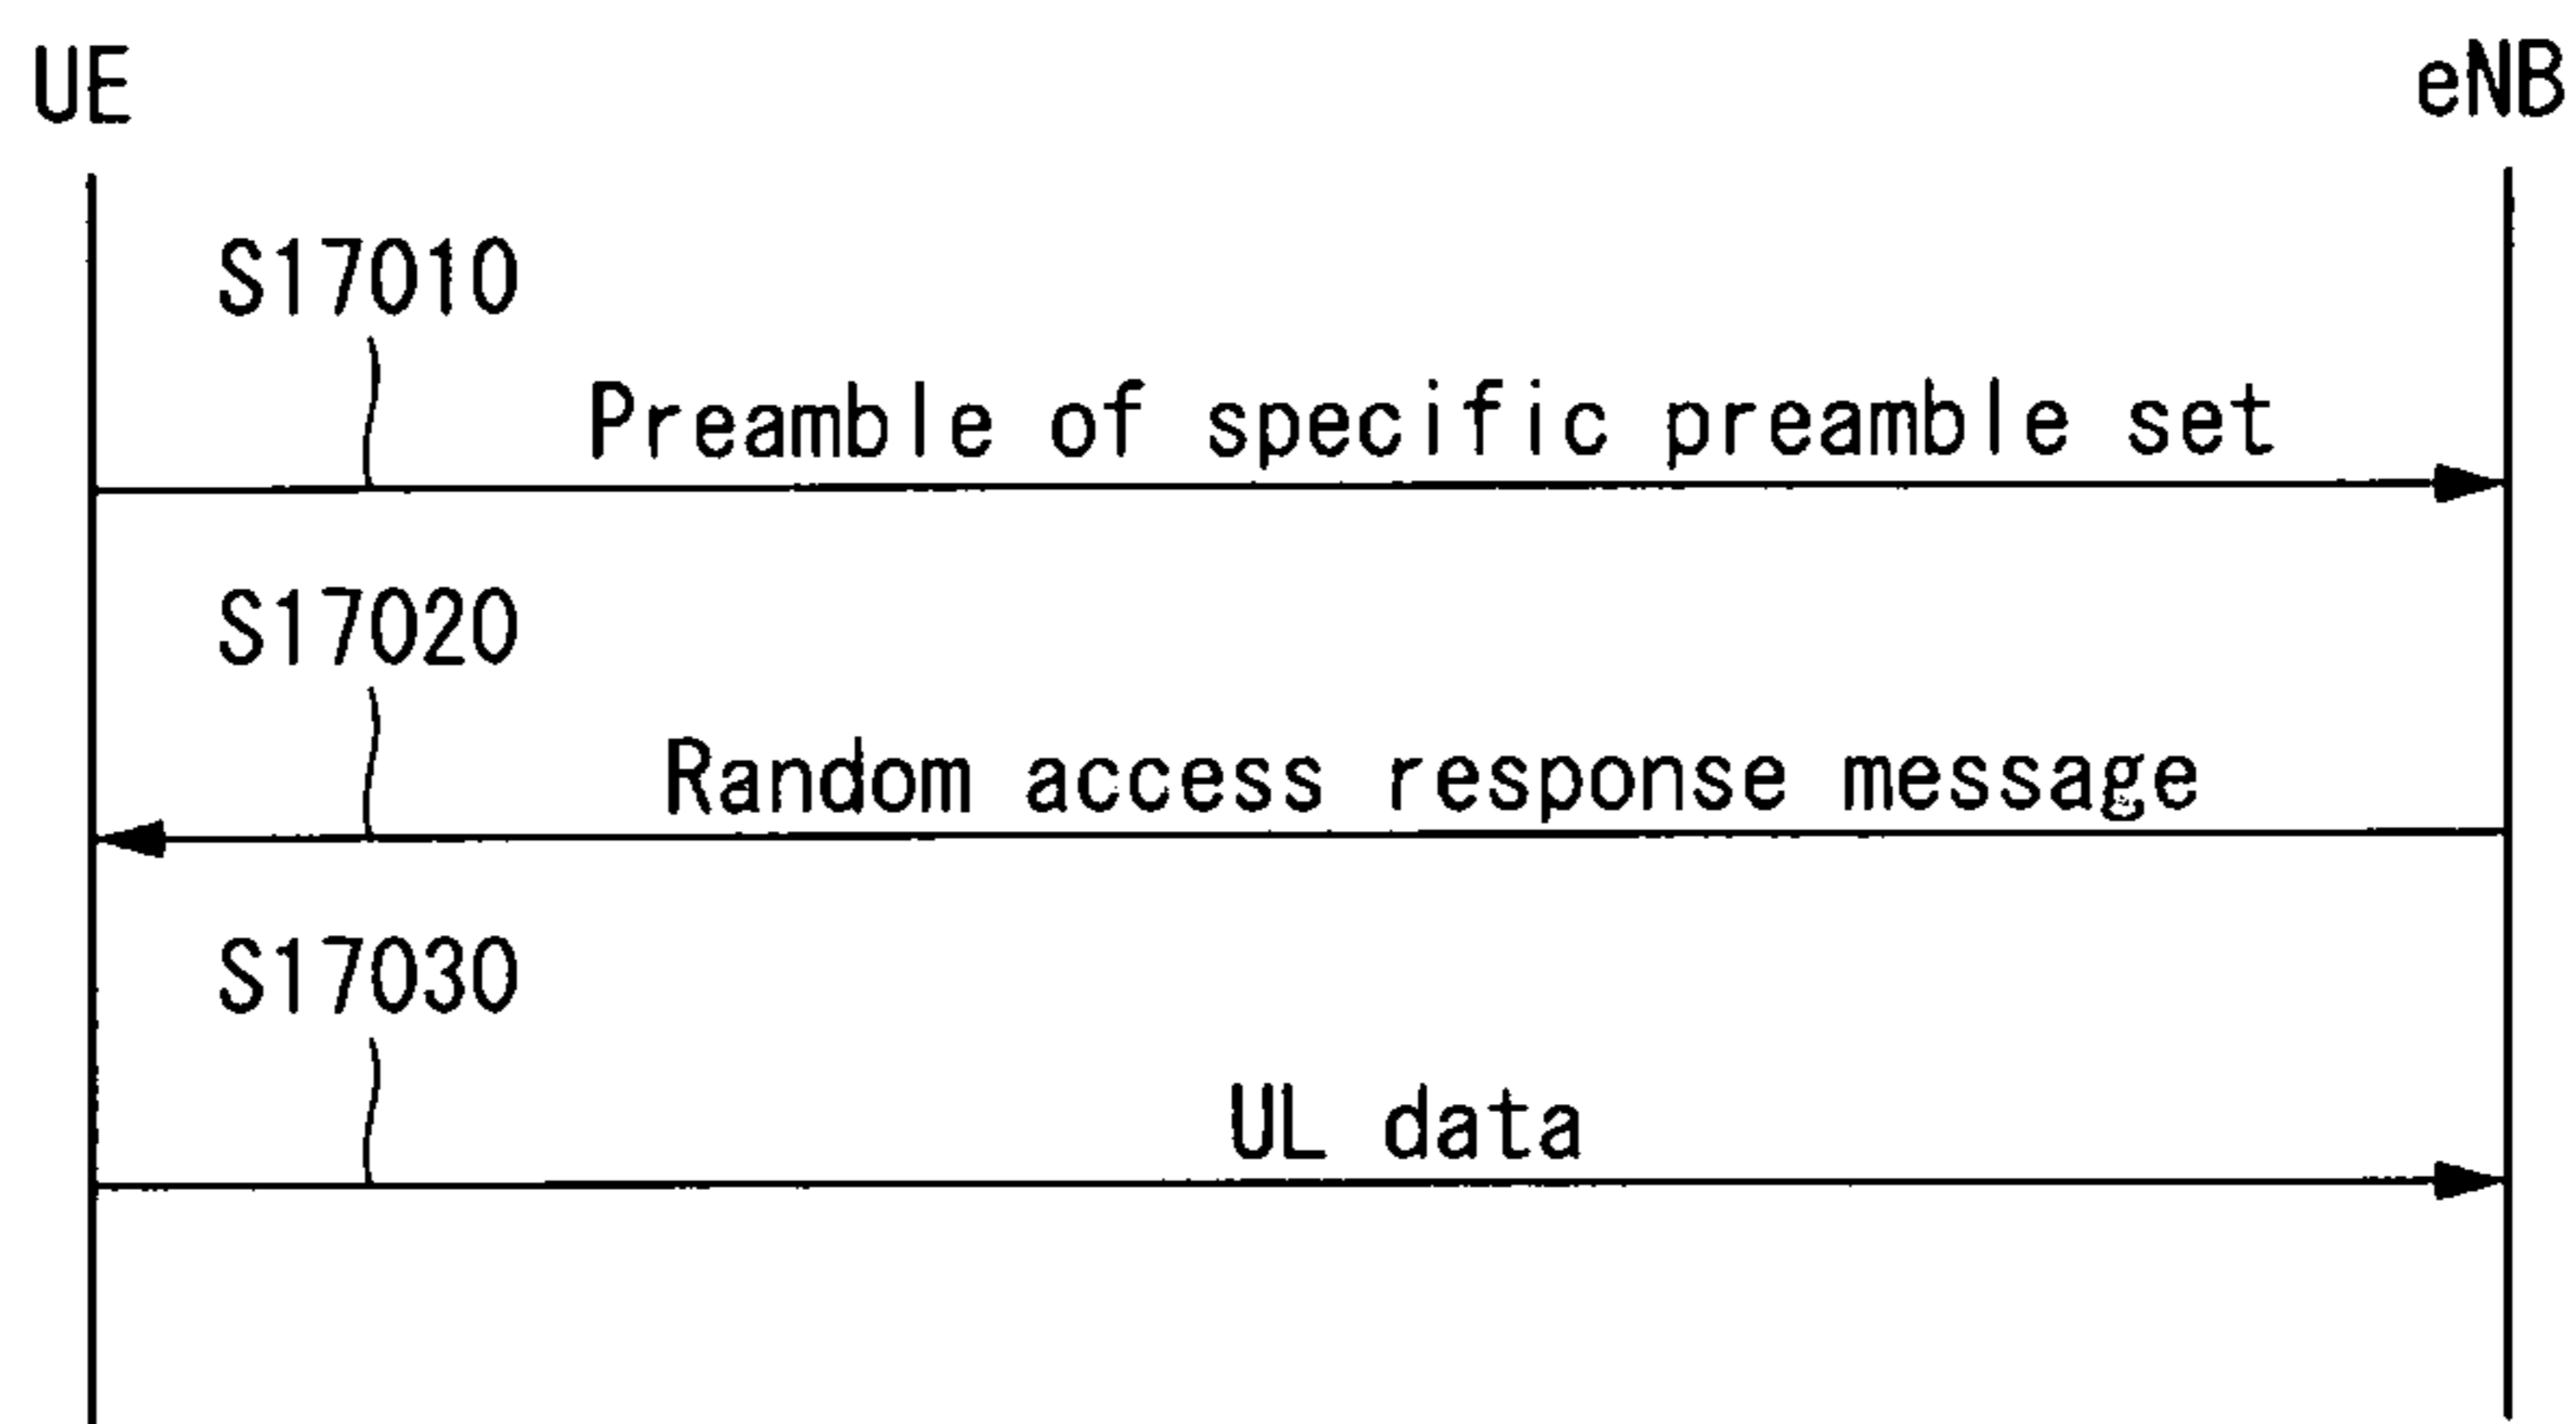 UE
eNB
S17010
Preamble of specific preamble set
S17020
Random access response message
S17030
UL data